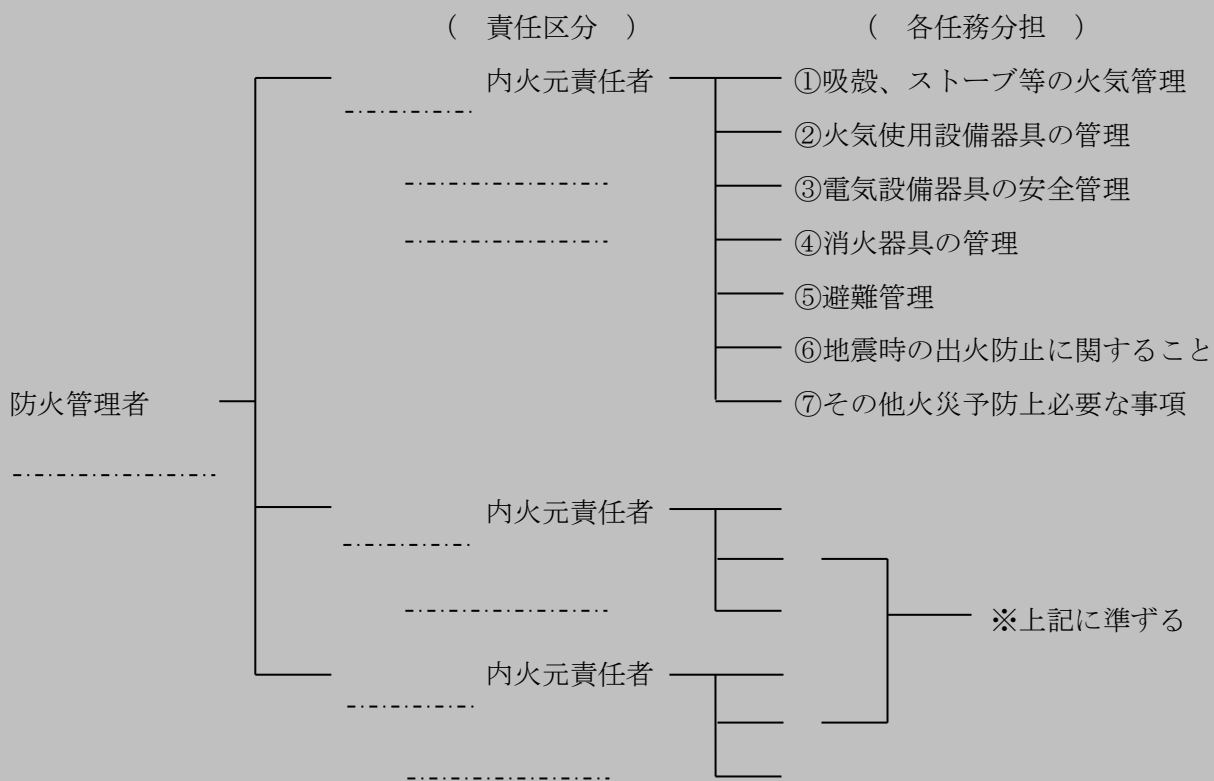 （　責任区分　）　（　各任務分担　）
内火元責任者　①吸殻、ストーブ等の火気管理
②火気使用設備器具の管理
③電気設備器具の安全管理
④消火器具の管理
⑤避難管理
⑥地震時の出火防止に関すること
防火管理者　⑦その他火災予防上必要な事項
内火元責任者
※上記に準ずる
内火元責任者